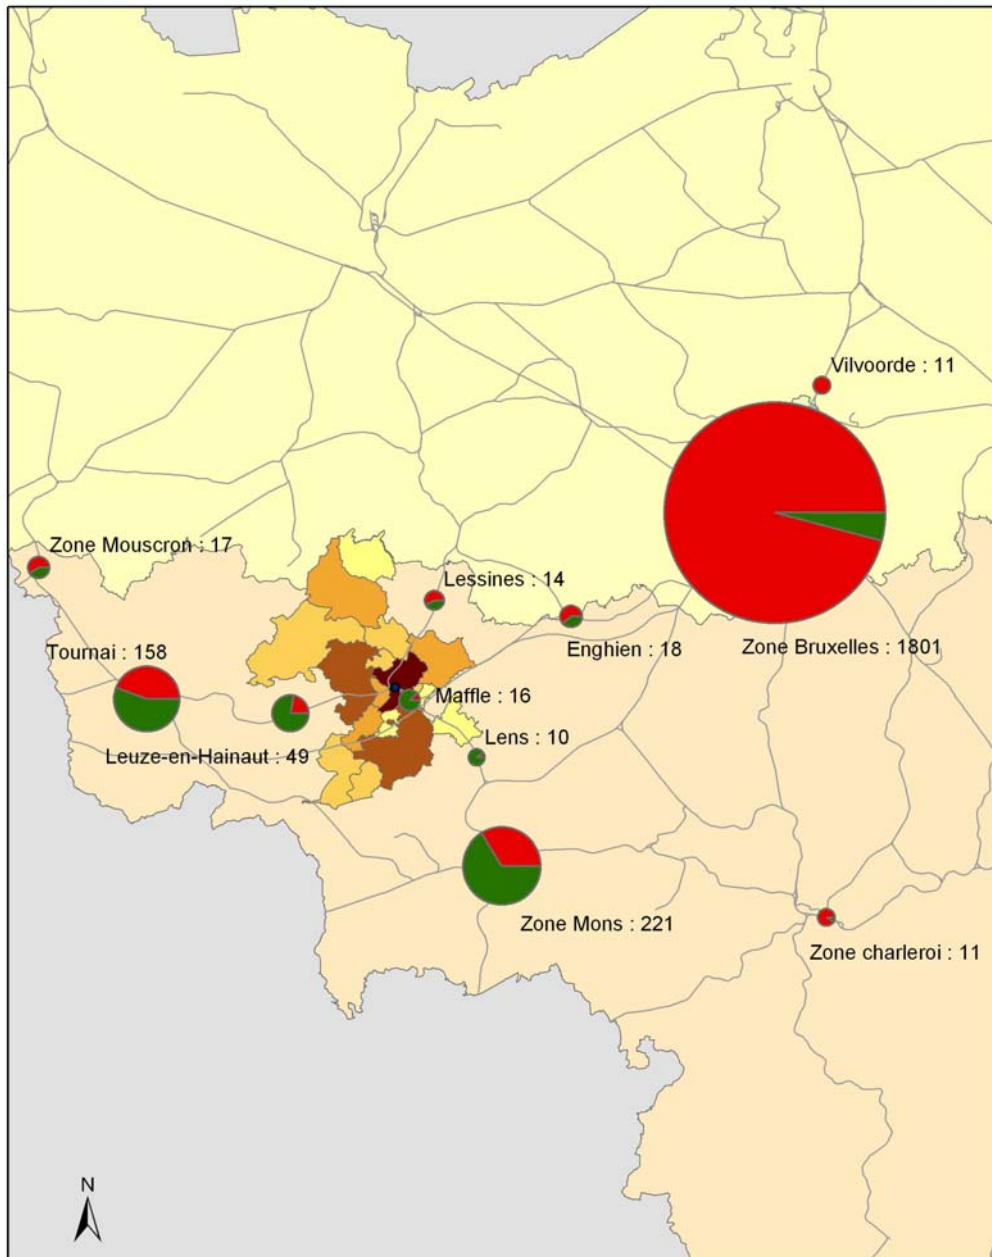 Vilvoorde : 11
Zone Mouscron : 17
Lessines : 14
Enghien : 18
Zone Bruxelles : 1801
Tournai : 158
Maffle : 16
Leuze-en-Hainaut : 49
Lens : 10
Zone Mons : 221
Zone charleroi : 11
N